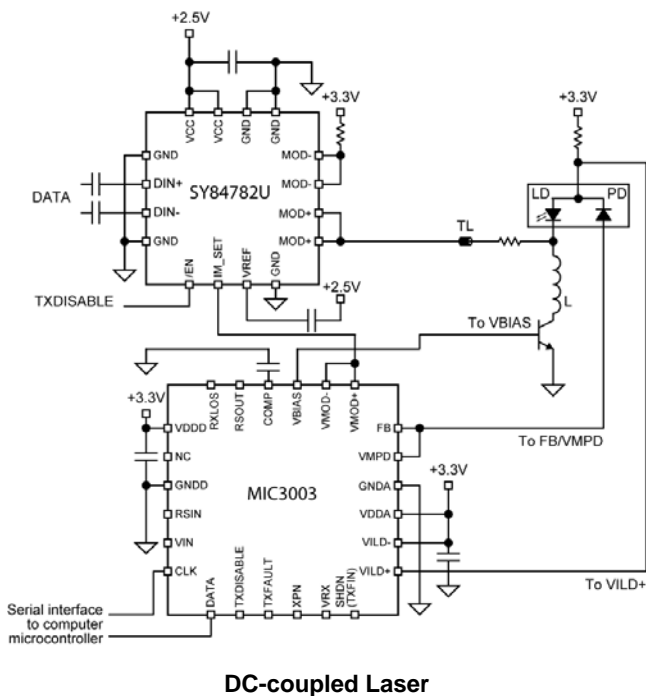 +2.5V
+3.3V
+3.3V
VCC
VCC
GND
GND
GND
DIN+
DIN-
GND
SY84782U
MOD-
MOD-
MOD+
MOD+
/EN
IM_SET
VREF
GND
DATA
TXDISABLE
LD
PD
TL
L
+2.5V
To VBIAS
+3.3V
RXLOS
RSOUT
COMP
VBIAS
VMOD-
VMOD+
VDDD
NC
GNDD
RSIN
VIN
CLK
MIC3003
FB
VMPD
GNDA
VDDA
VILD-
VILD+
To FB/VMPD
+3.3V
To VILD+
DATA
TXDISABLE
TXFAULT
XPN
VRX
SHDN
(TXFIN)
Serial interface
to computer
microcontroller
DC-coupled Laser